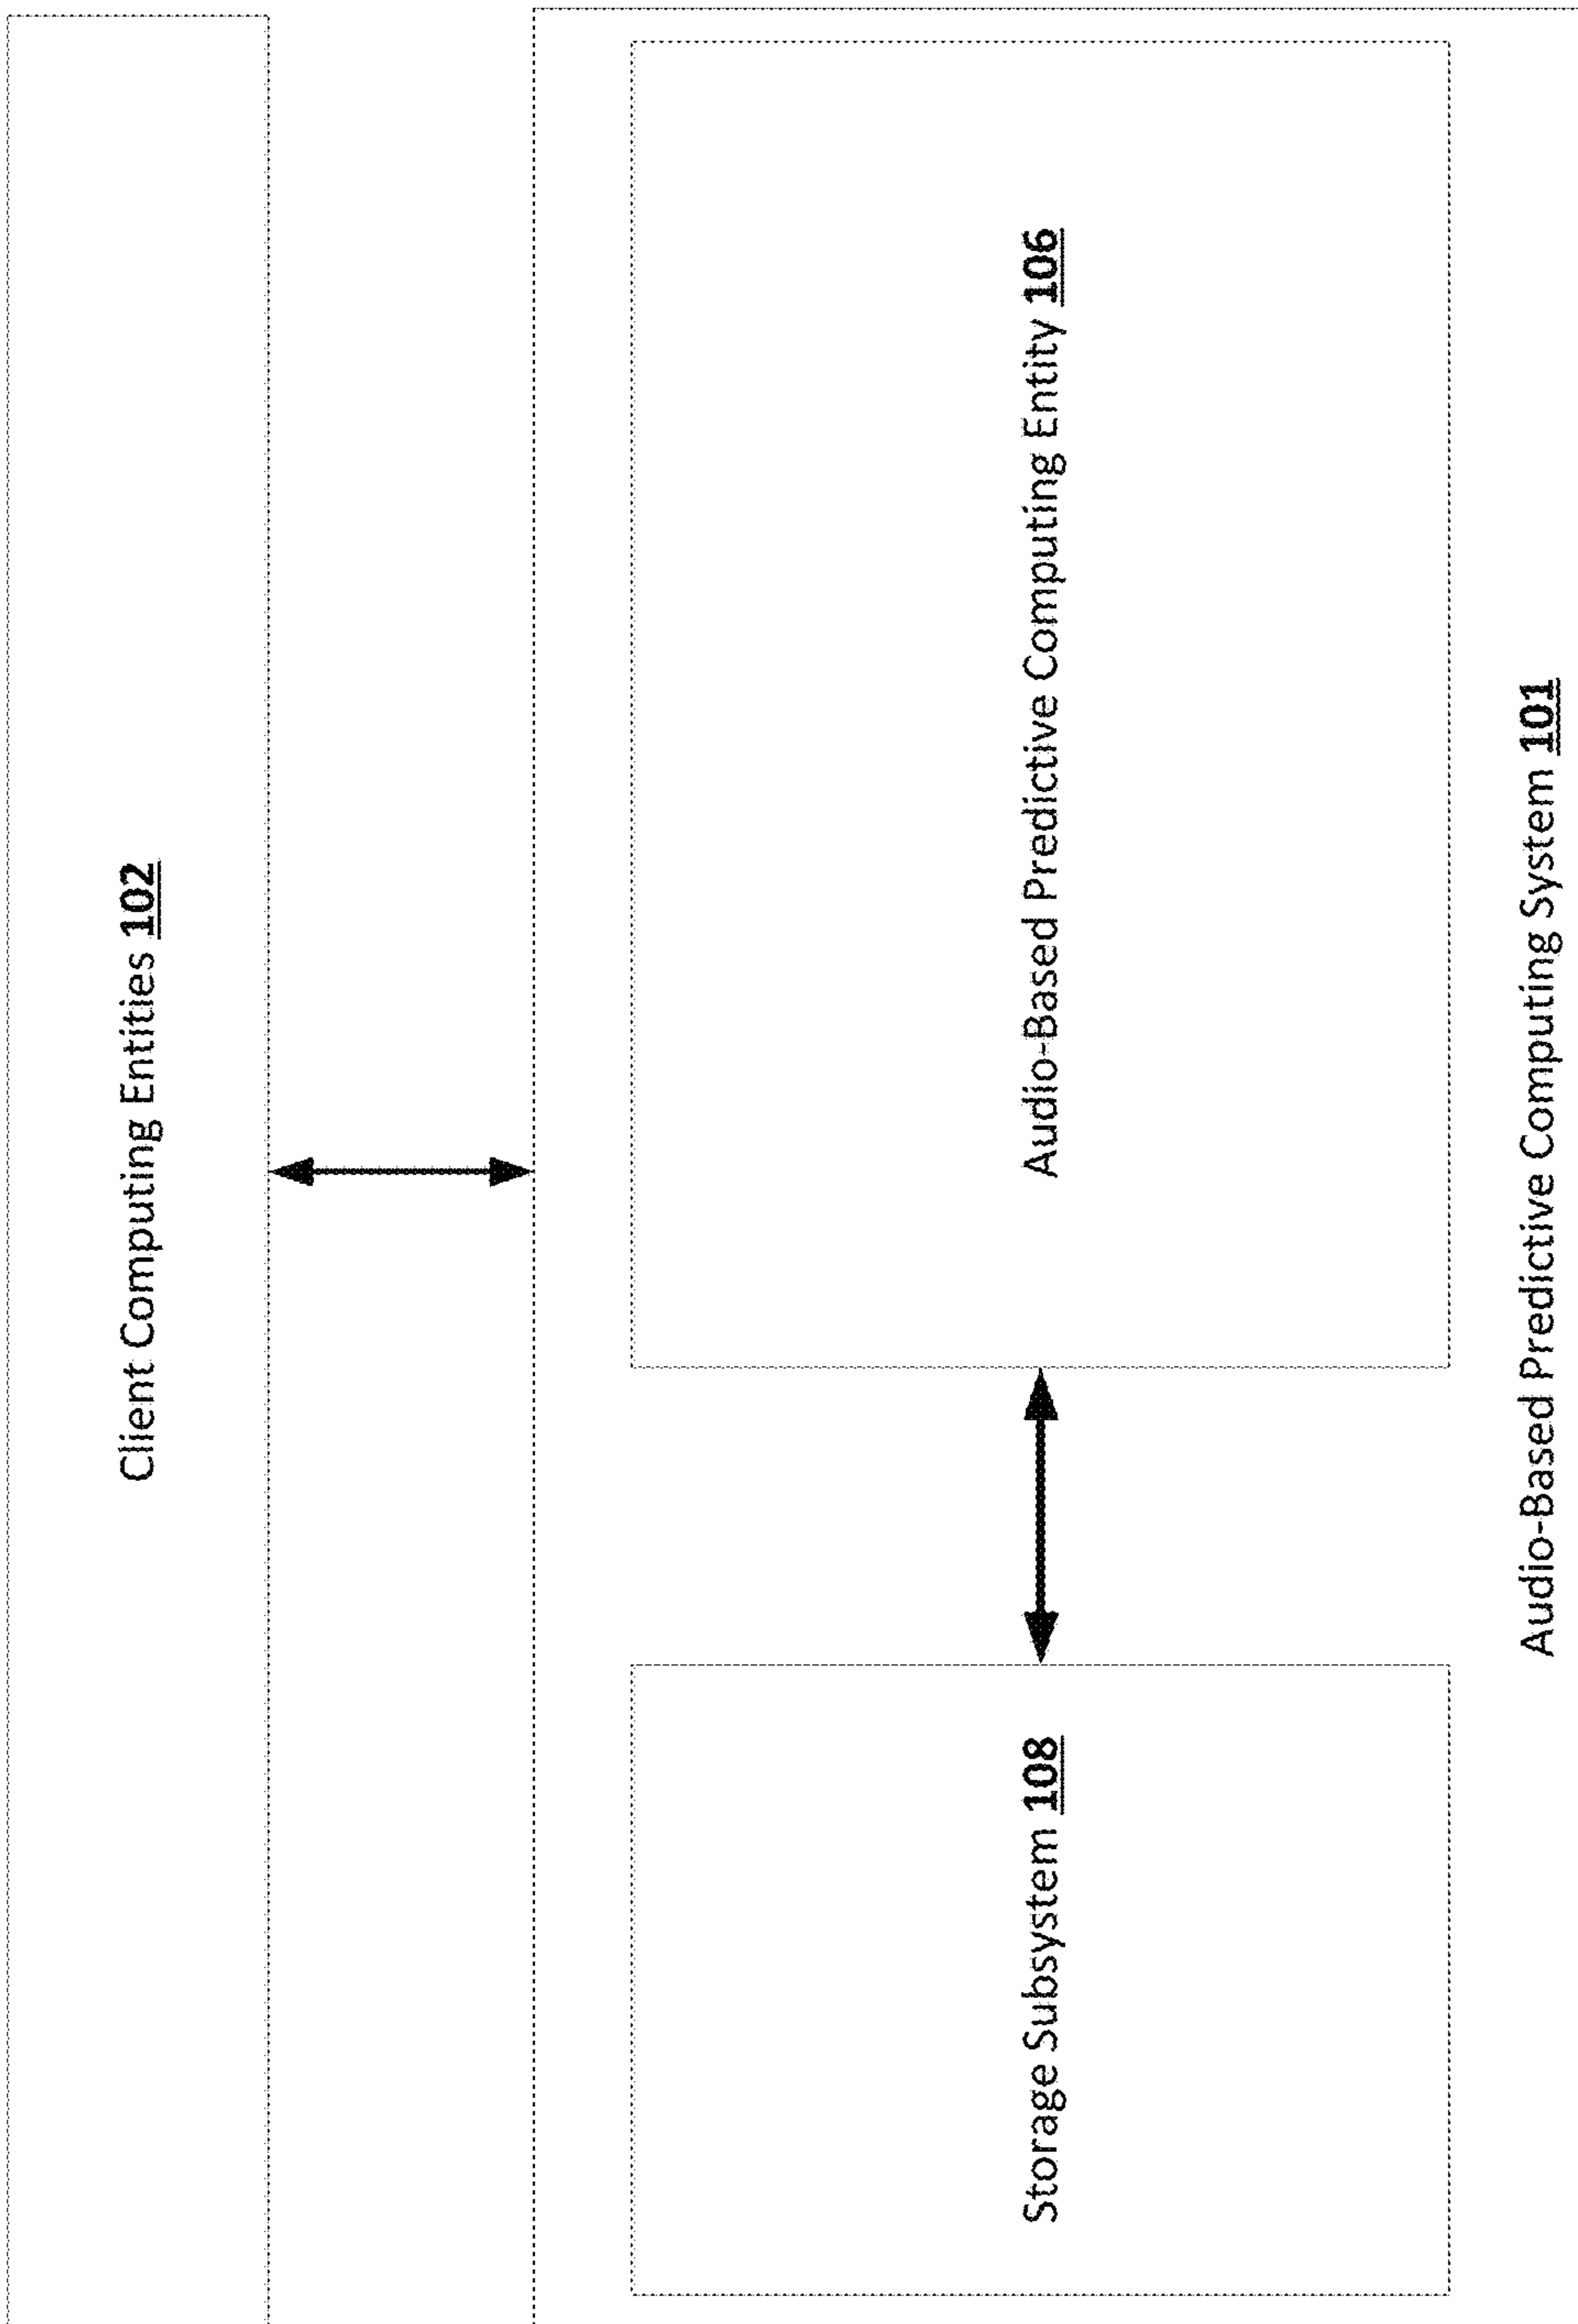 Client Computing Entities 102
Storage Subsystem 108
Audio-Based Predictive Computing Entity 106
Audio-Based Predictive Computing System 101